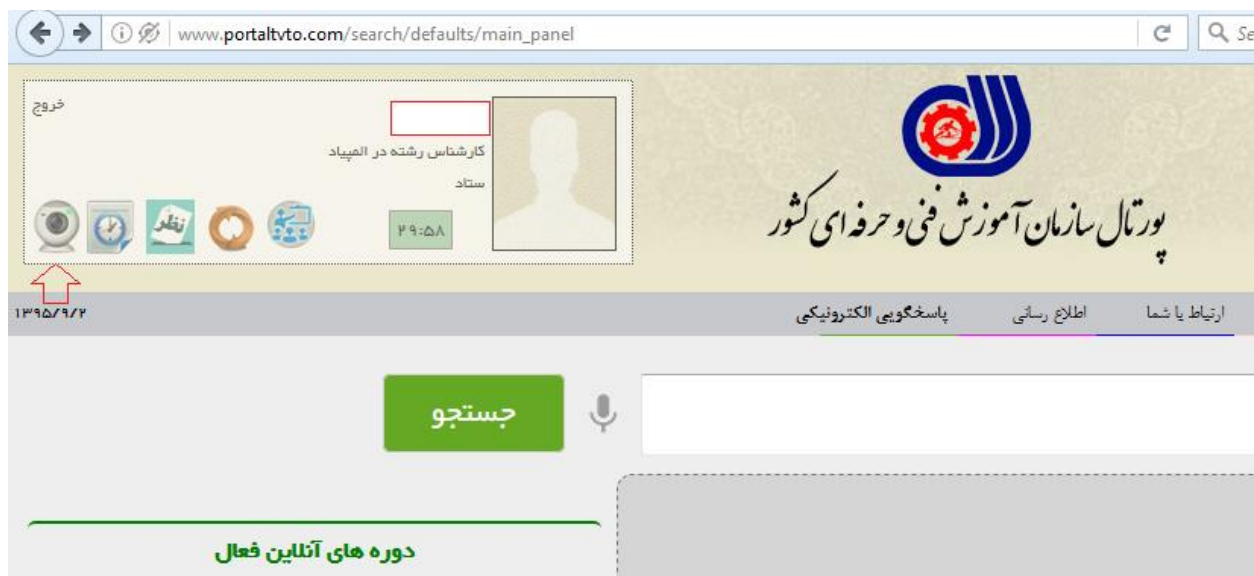 www.portaltvto.com/search/defaults/main_panel
Se
خروج
کارشناس رشته در المپیاد
ستاد
۲۹:۵۸
نظر
پورتال سازمان آموزش فنی و حرفه ای کشور
ارتباط با شما
اطلاع رسانی
پاسخگویی الکترونیکی
۱۳۹۵/۹/۲
جستجو
دوره های آنلاین فعال